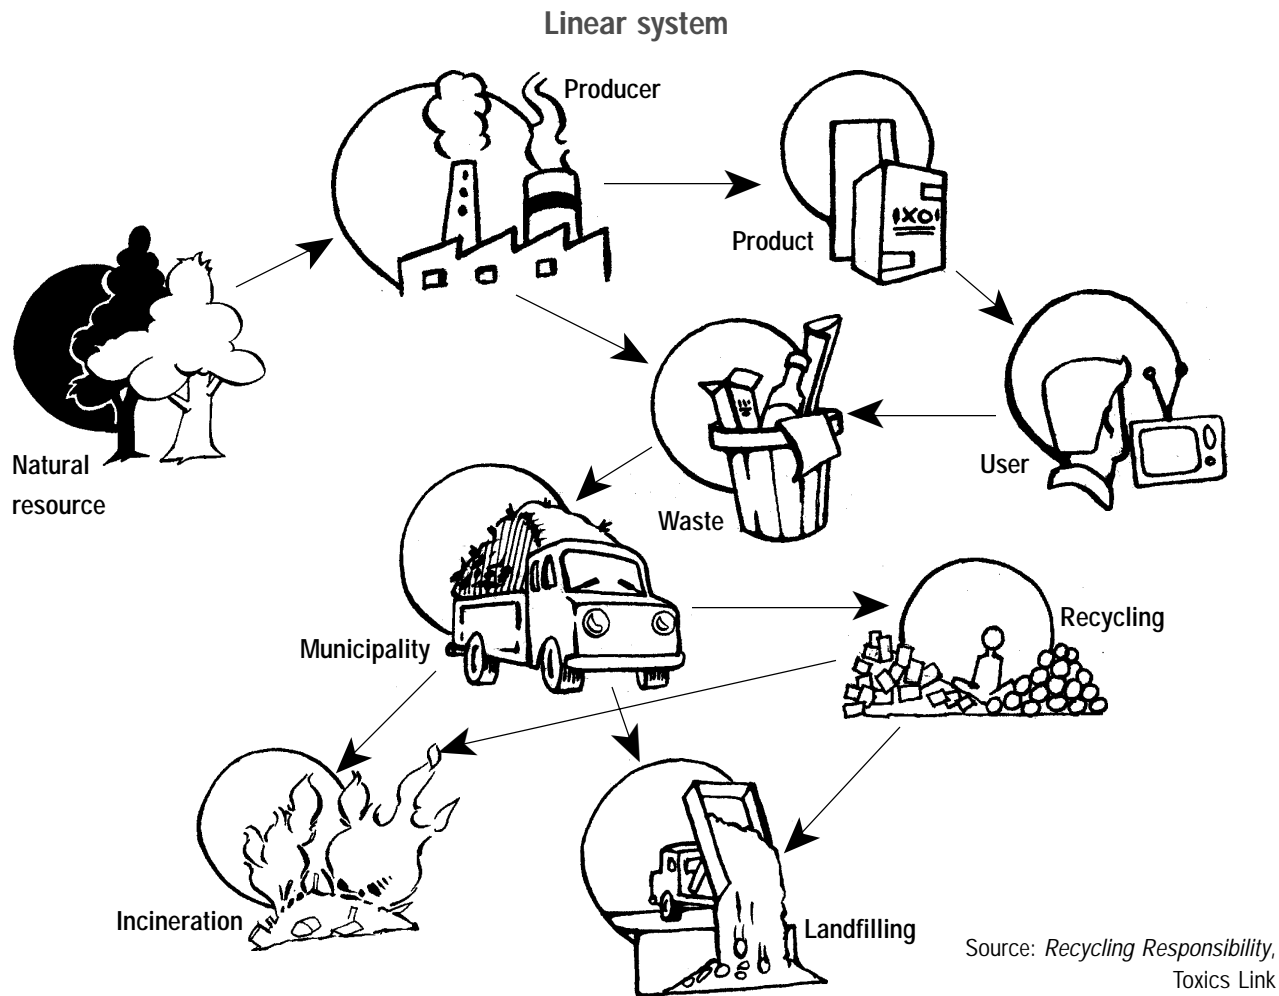 Linear system
Producer
Product
Natural
resource
User
Waste
Municipality
Recycling
Incineration
Landfilling
Source: Recycling Responsibility,
Toxics Link